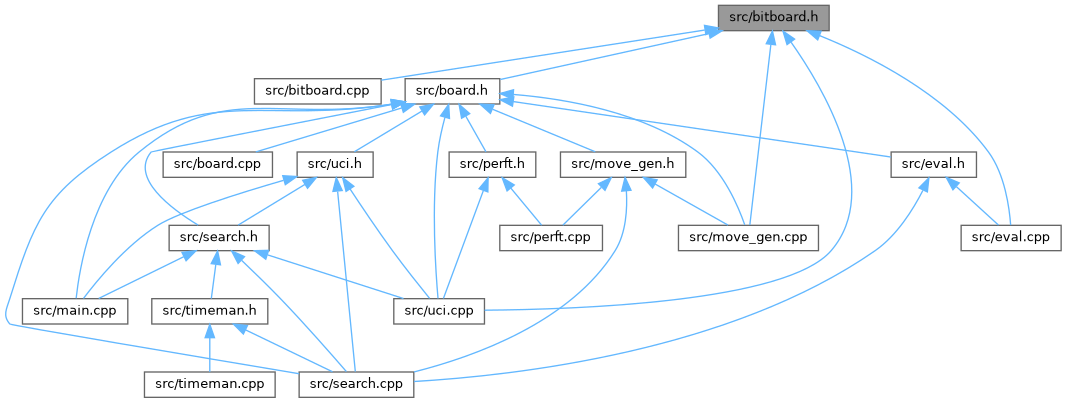 src/bitboard.h
src/bitboard.cpp
src/board.h
src/board.cpp
src/uci.h
src/perft.h
src/move_gen.h
src/eval.h
src/search.h
src/perft.cpp
src/move_gen.cpp
src/eval.cpp
src/main.cpp
src/timeman.h
src/uci.cpp
src/timeman.cpp
src/search.cpp